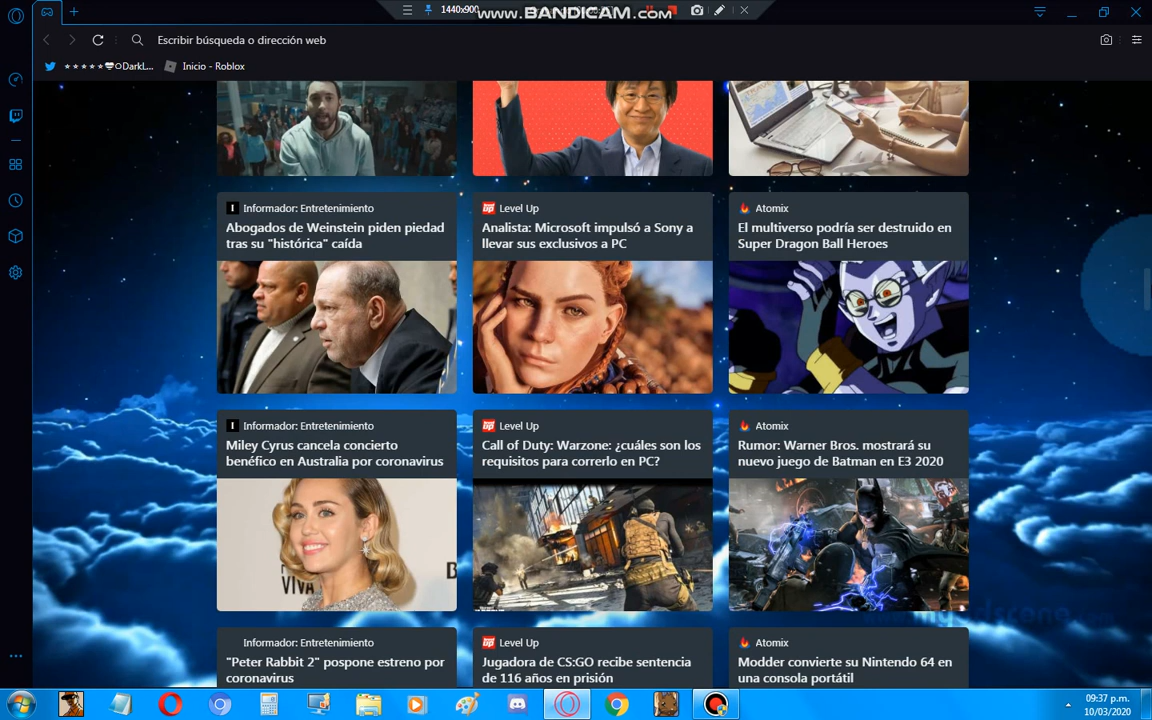 1440x900
www.BANDICAM.com
Escribir búsqueda o dirección web
*****🖤○DarkL...
Inicio - Roblox
Informador: Entretenimiento
Abogados de Weinstein piden piedad
tras su "histórica" caída
Level Up
Analista: Microsoft impulsó a Sony a
llevar sus exclusivos a PC
Atomix
El multiverso podría ser destruido en
Super Dragon Ball Heroes
Informador: Entretenimiento
Miley Cyrus cancela concierto
benéfico en Australia por coronavirus
Level Up
Call of Duty: Warzone: ¿cuáles son los
requisitos para correrlo en PC?
Atomix
Rumor: Warner Bros. mostrará su
nuevo juego de Batman en E3 2020
VIVA
Informador: Entretenimiento
"Peter Rabbit 2" pospone estreno por
coronavirus
Level Up
Jugadora de CS:GO recibe sentencia
de 116 años en prisión
Atomix
Modder convierte su Nintendo 64 en
una consola portátil
09:37 p.m.
10/03/2020